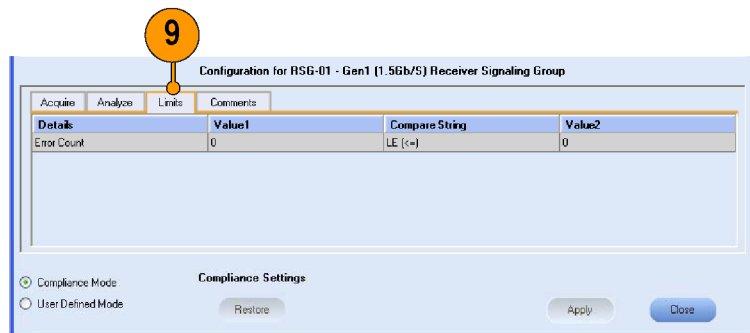 9
Configuration for RSG-01 - Gen1 (1.5Gb/S) Receiver Signaling Group
Acquire Analyze Limits Comments
Details Value1 Compare String Value2
Error Count 0 LE (<=) 0
Compliance Mode Compliance Settings
User Defined Mode Restore Apply Close